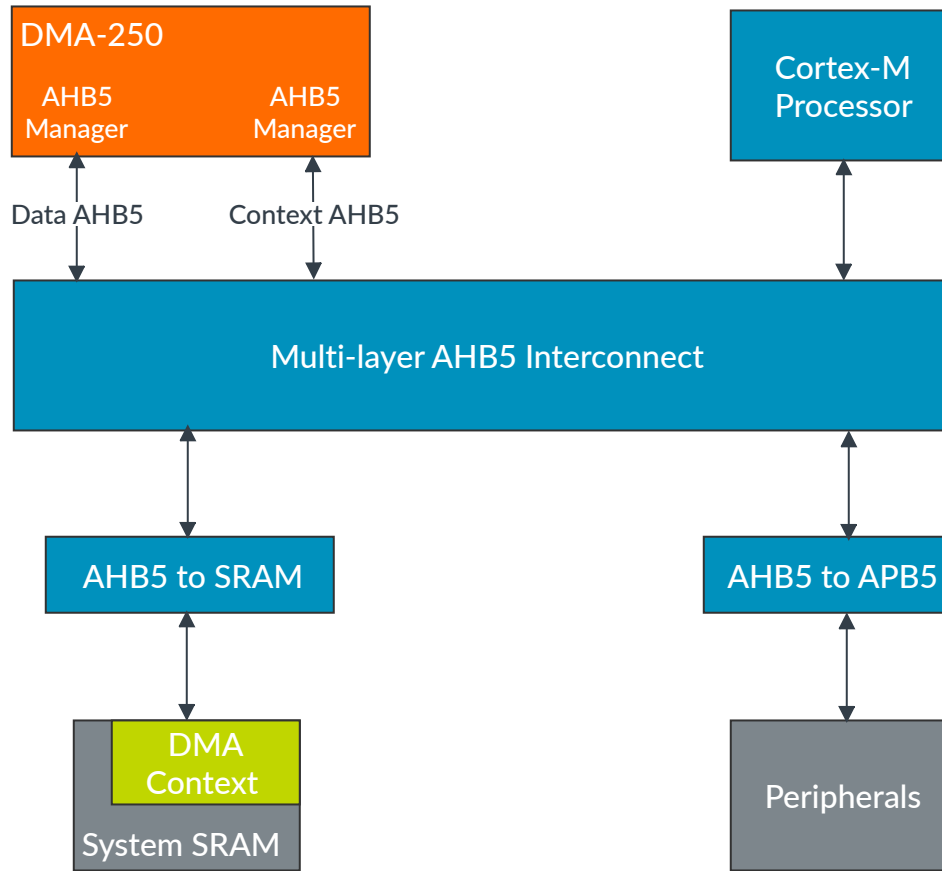 DMA-250
AHB5
Manager
AHB5
Manager
Cortex-M
Processor
Data AHB5
Context AHB5
Multi-layer AHB5 Interconnect
AHB5 to SRAM
AHB5 to APB5
DMA
Context
System SRAM
Peripherals